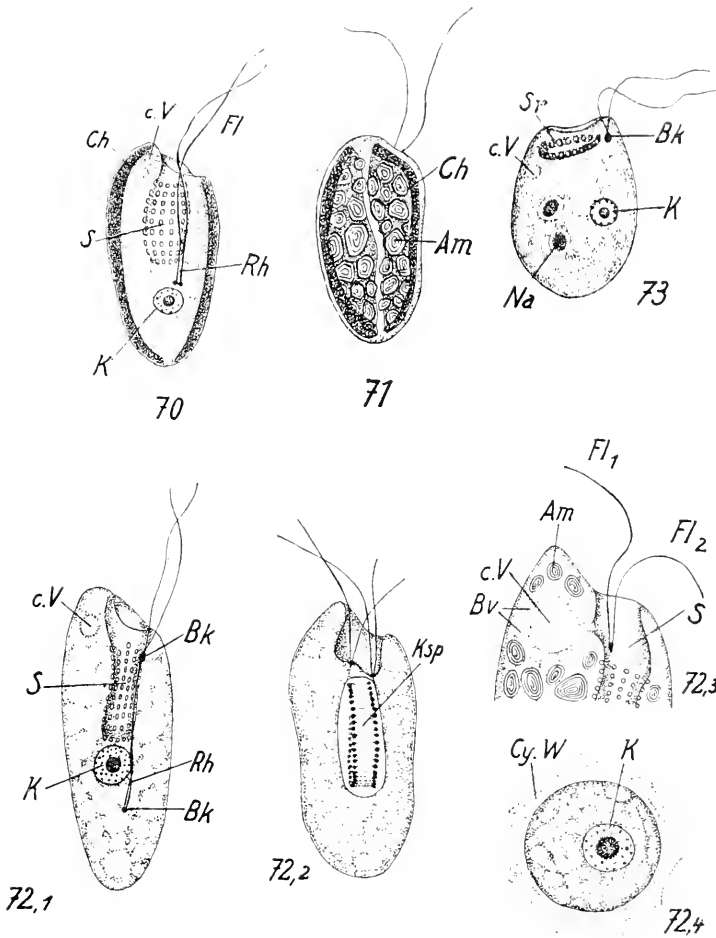 Ch
c.V
Fl
S
Rh
K
70
Ch
Am
71
Sr
c.V
Bk
K
Na
73
c.V
Bk
S
K
Rh
Bk
72,1
Ksp
72,2
Fl1
Fl2
Am
c.V
Bv
S
72,3
Cy.W
K
72,4